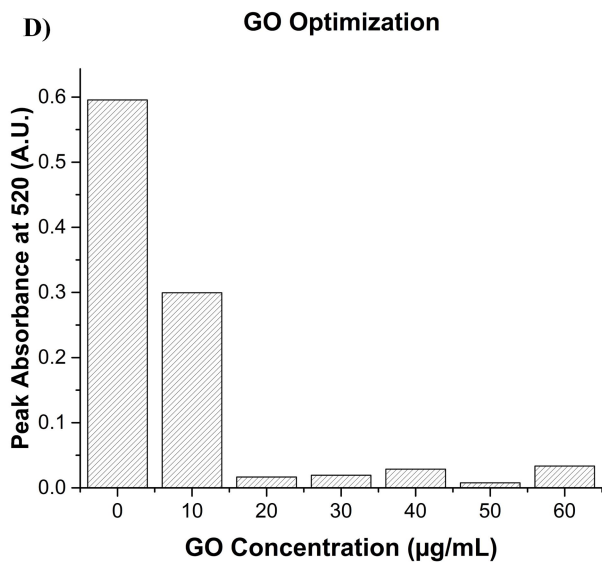 D)
GO Optimization
Peak Absorbance at 520 (A.U.)
0.6
0.5
0.4
0.3
0.2
0.1
0.0
0 10 20 30 40 50 60
GO Concentration (µg/mL)